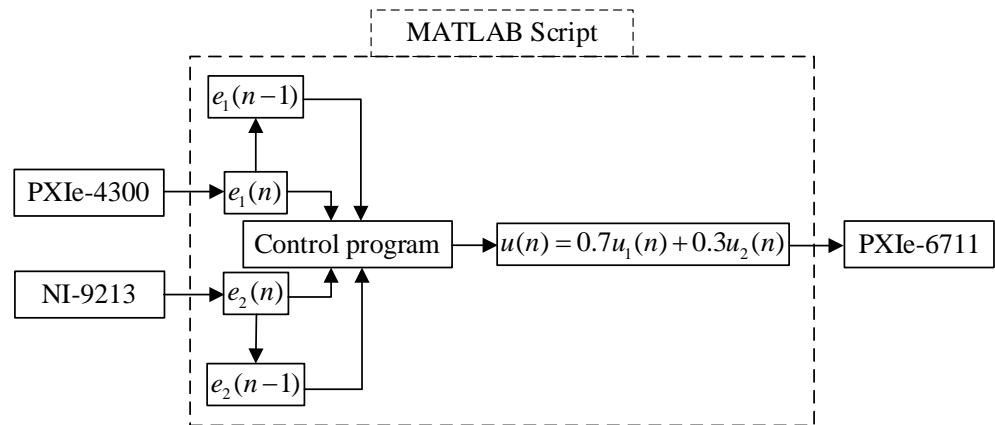 MATLAB Script
e₁(n−1)
PXIe-4300
e₁(n)
Control program
u(n) = 0.7u₁(n) + 0.3u₂(n)
PXIe-6711
NI-9213
e₂(n)
e₂(n−1)